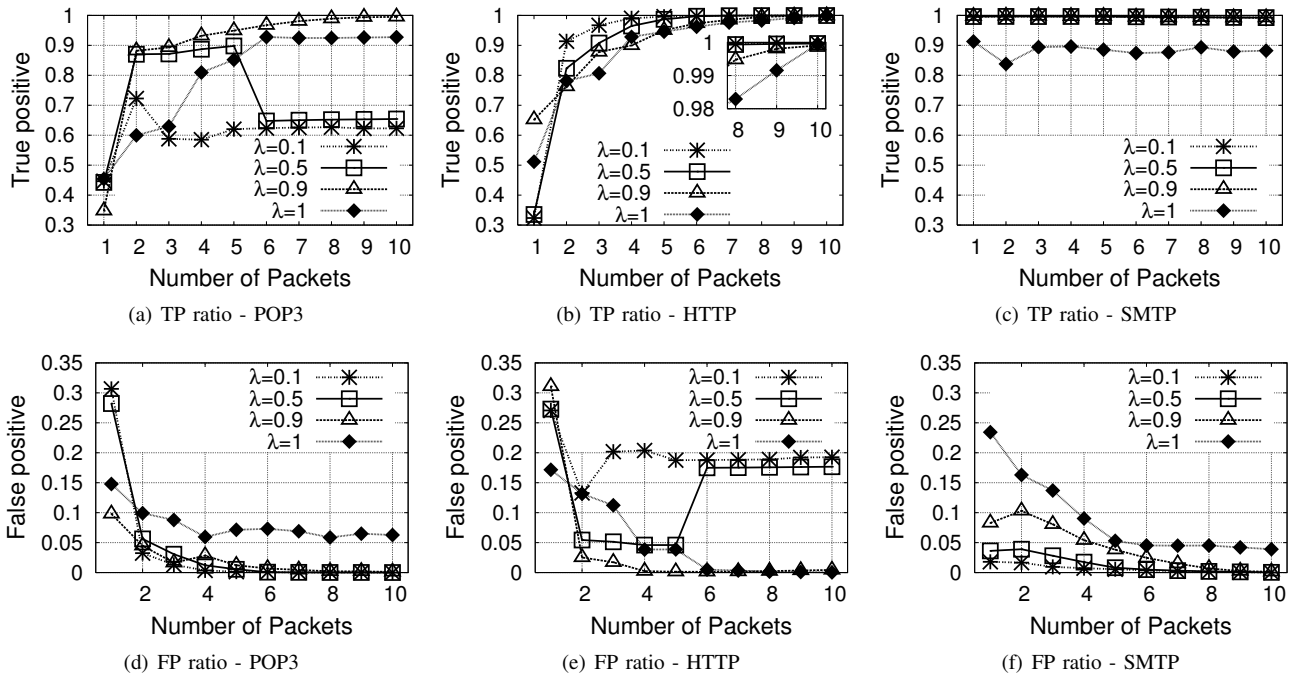 True positive
1
0.9
0.8
0.7
0.6
0.5
0.4
0.3
λ=0.1
λ=0.5
λ=0.9
λ=1
1 2 3 4 5 6 7 8 9 10
Number of Packets
(a) TP ratio - POP3
True positive
1
0.9
0.8
0.7
0.6
0.5
0.4
0.3
1
0.99
0.98
8 9 10
λ=0.1
λ=0.5
λ=0.9
λ=1
1 2 3 4 5 6 7 8 9 10
Number of Packets
(b) TP ratio - HTTP
True positive
1
0.9
0.8
0.7
0.6
0.5
0.4
0.3
λ=0.1
λ=0.5
λ=0.9
λ=1
1 2 3 4 5 6 7 8 9 10
Number of Packets
(c) TP ratio - SMTP
False positive
0.35
0.3
0.25
0.2
0.15
0.1
0.05
0
λ=0.1
λ=0.5
λ=0.9
λ=1
2 4 6 8 10
Number of Packets
(d) FP ratio - POP3
False positive
0.35
0.3
0.25
0.2
0.15
0.1
0.05
0
λ=0.1
λ=0.5
λ=0.9
λ=1
2 4 6 8 10
Number of Packets
(e) FP ratio - HTTP
False positive
0.35
0.3
0.25
0.2
0.15
0.1
0.05
0
λ=0.1
λ=0.5
λ=0.9
λ=1
2 4 6 8 10
Number of Packets
(f) FP ratio - SMTP